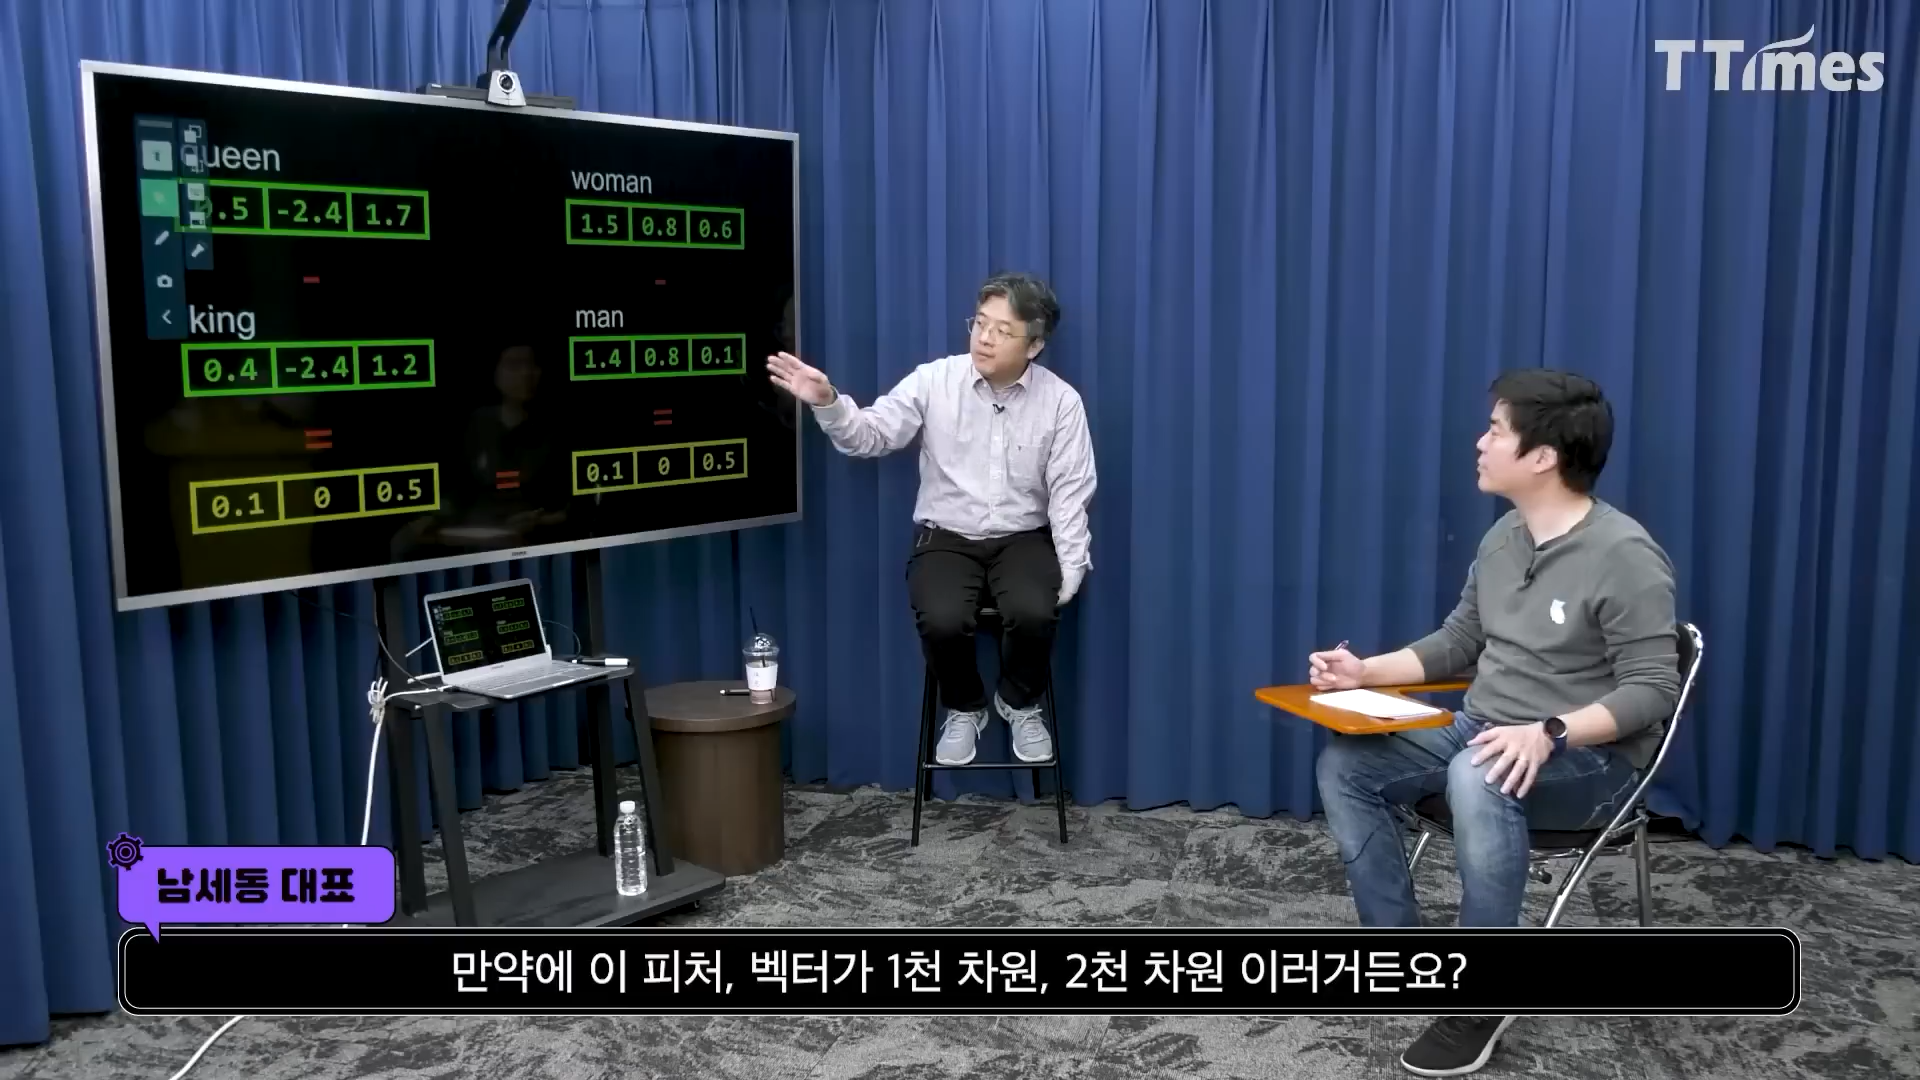 TTimes
queen
woman
0.5 -2.4 1.7
1.5 0.8 0.6
-
-
king
man
0.4 -2.4 1.2
1.4 0.8 0.1
=
=
0.1 0 0.5
=
0.1 0 0.5
남세동 대표
만약에 이 피처, 벡터가 1천 차원, 2천 차원 이러거든요?